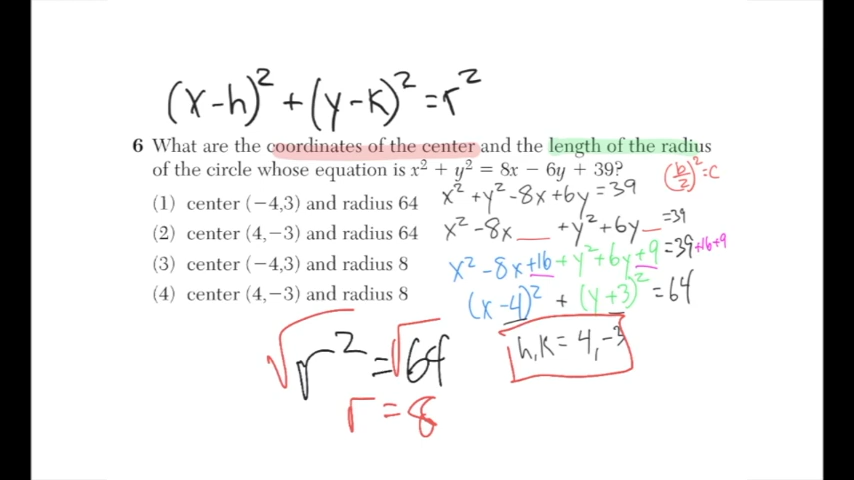 (x-h)² + (y-k)² = r²
6 What are the coordinates of the center and the length of the radius
of the circle whose equation is x² + y² = 8x − 6y + 39?
(b/2)² = c
(1) center (−4,3) and radius 64
x² + y² - 8x + 6y = 39
(2) center (4,−3) and radius 64
x² - 8x __ + y² + 6y __ = 39
(3) center (−4,3) and radius 8
x² - 8x + 16 + y² + 6y + 9 = 39 + 16 + 9
(4) center (4,−3) and radius 8
(x - 4)² + (y + 3)² = 64
√r² = √64
h, k = 4, -3
r = 8